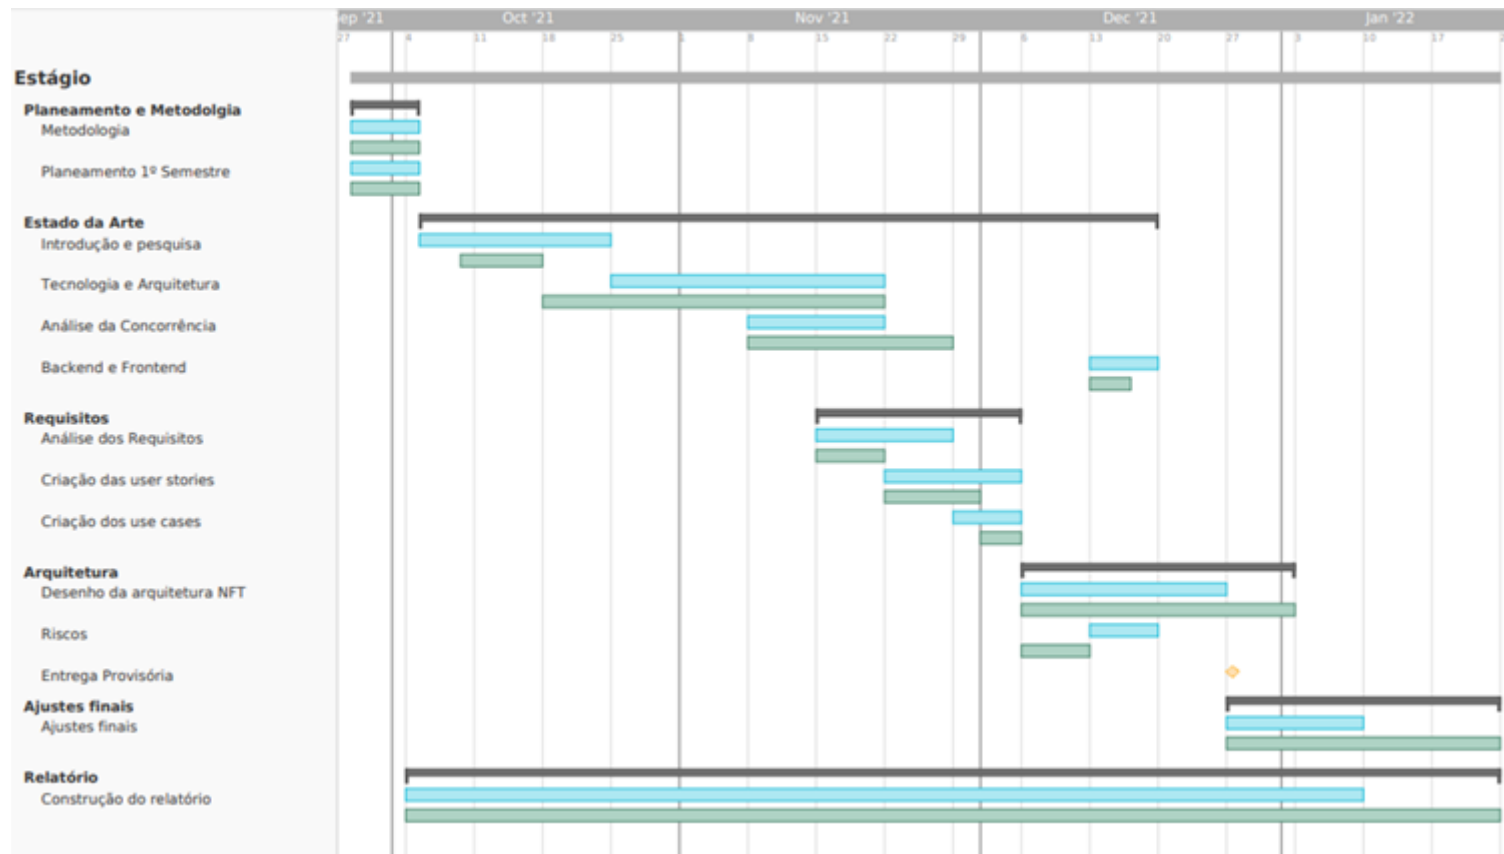 ep '21 Oct '21 Nov '21 Dec '21 Jan '22
27 4 11 18 25 1 8 15 22 29 6 13 20 27 3 10 17
Estágio
Planeamento e Metodolgia
Metodologia
Planeamento 1º Semestre
Estado da Arte
Introdução e pesquisa
Tecnologia e Arquitetura
Análise da Concorrência
Backend e Frontend
Requisitos
Análise dos Requisitos
Criação das user stories
Criação dos use cases
Arquitetura
Desenho da arquitetura NFT
Riscos
Entrega Provisória
Ajustes finais
Ajustes finais
Relatório
Construção do relatório